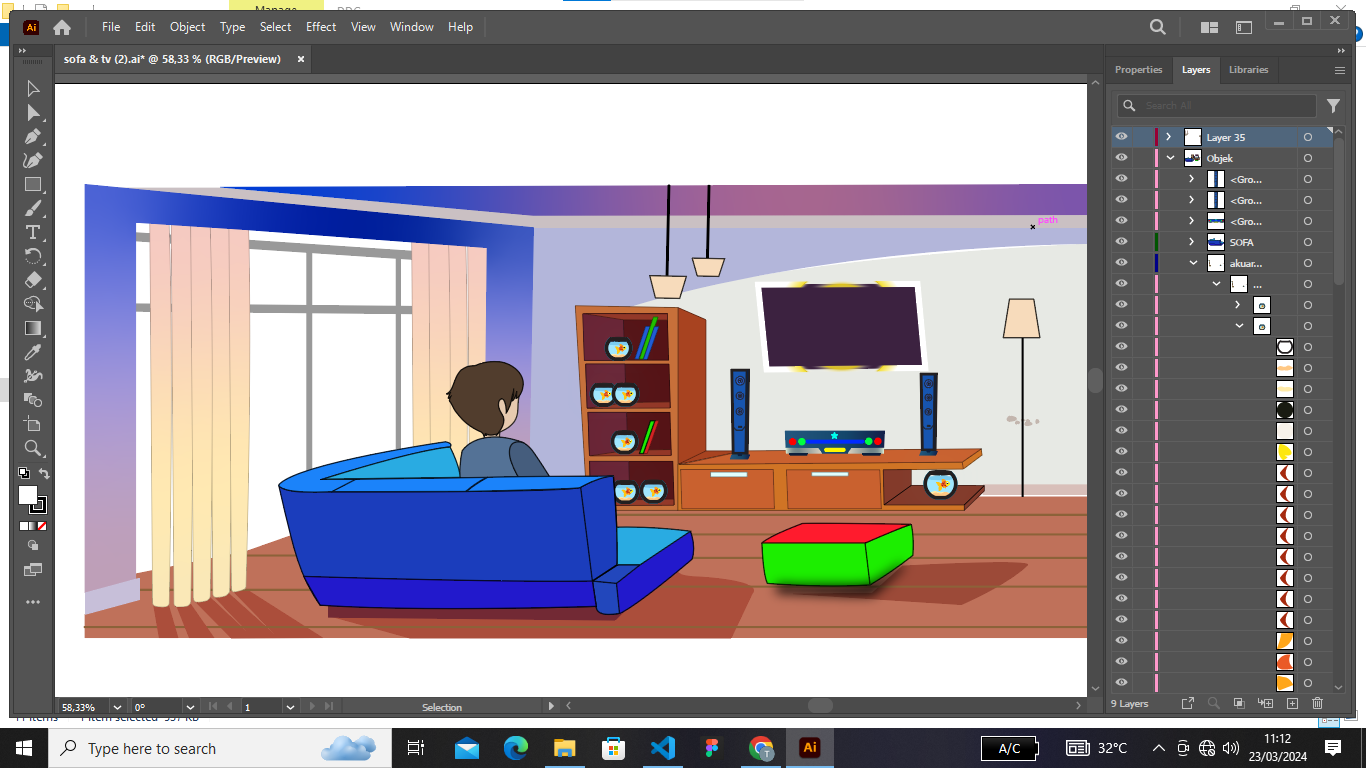 Manage
Ai
File Edit Object Type Select Effect View Window Help
sofa & tv (2).ai* @ 58,33 % (RGB/Preview) ×
Properties Layers Libraries
Search All
Layer 35
Objek
<Gro...
<Gro...
<Gro...
SOFA
akuar...
...
path
58,33% 0° 1 Selection
9 Layers
Type here to search
T
Ai
A/C
32°C
11:12
23/03/2024